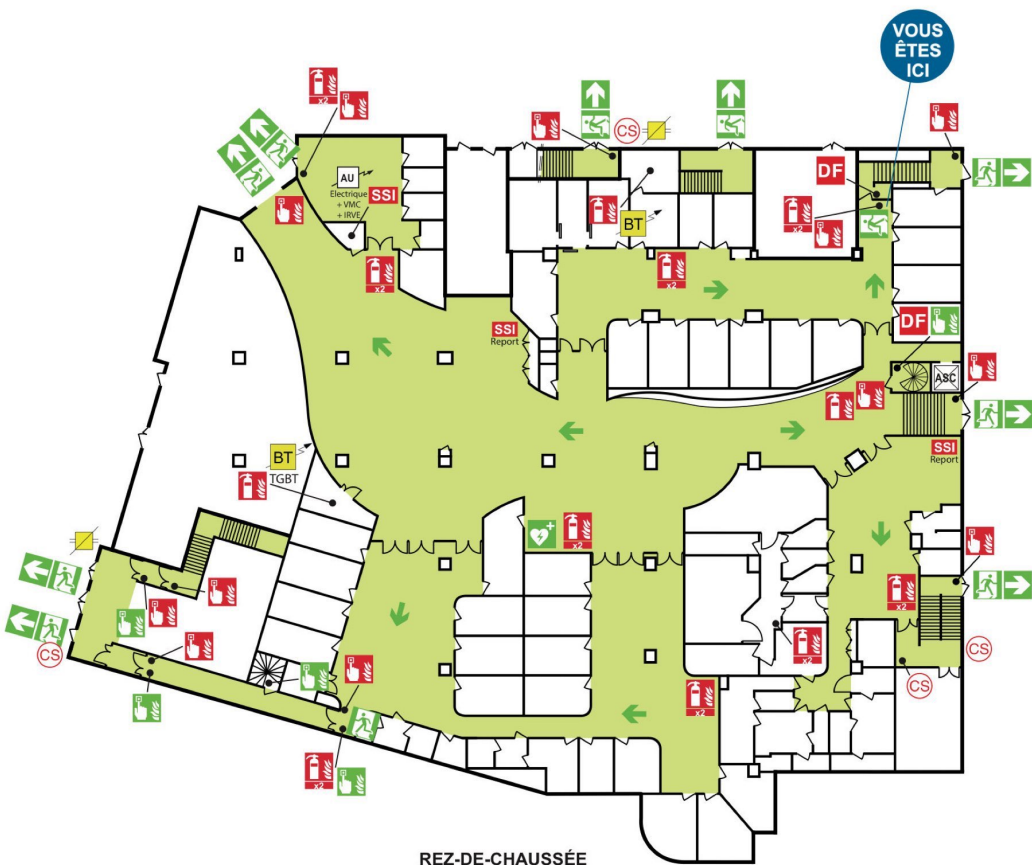 VOUS
ÊTES
ICI
x2
CS
AU
Electrique
+ VMC
+ IRVE
SSI
DF
x2
BT
x2
x2
SSI
Report
DF
ASC
BT
TGBT
SSI
Report
x2
x2
x2
CS
CS
CS
x2
x2
REZ-DE-CHAUSSÉE